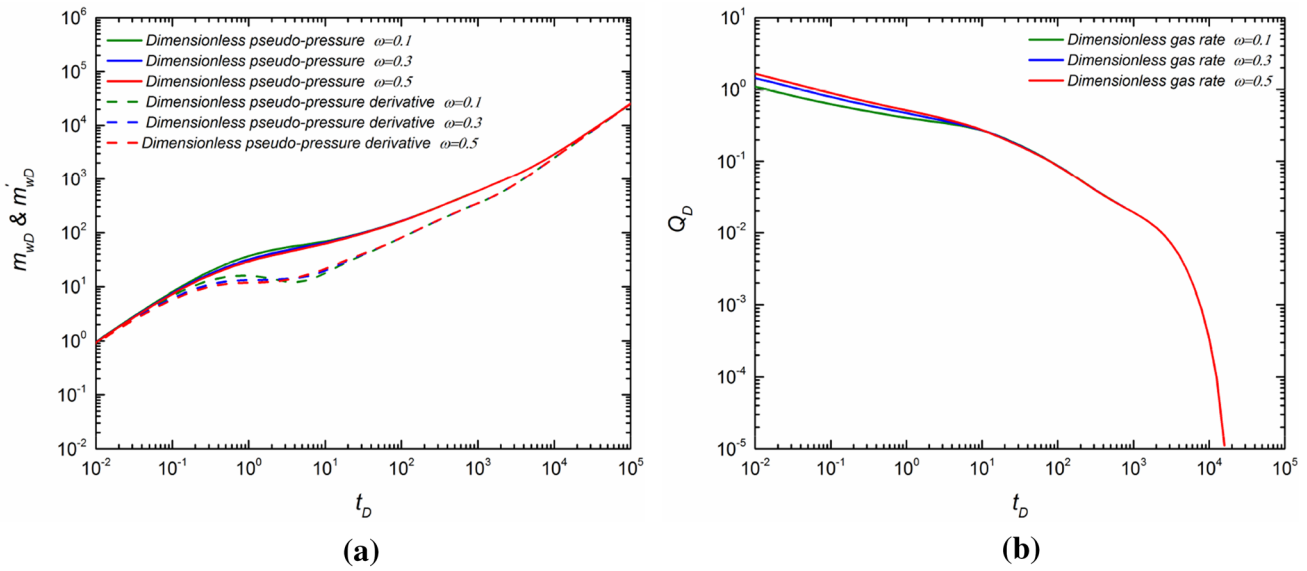 10^6
10^5
10^4
10^3
10^2
10^1
10^0
10^-1
10^-2
m_wD & m'_wD
Dimensionless pseudo-pressure ω=0.1
Dimensionless pseudo-pressure ω=0.3
Dimensionless pseudo-pressure ω=0.5
Dimensionless pseudo-pressure derivative ω=0.1
Dimensionless pseudo-pressure derivative ω=0.3
Dimensionless pseudo-pressure derivative ω=0.5
10^-2 10^-1 10^0 10^1 10^2 10^3 10^4 10^5
t_D
(a)
10^1
10^0
10^-1
10^-2
10^-3
10^-4
10^-5
Q_D
Dimensionless gas rate ω=0.1
Dimensionless gas rate ω=0.3
Dimensionless gas rate ω=0.5
10^-2 10^-1 10^0 10^1 10^2 10^3 10^4 10^5
t_D
(b)